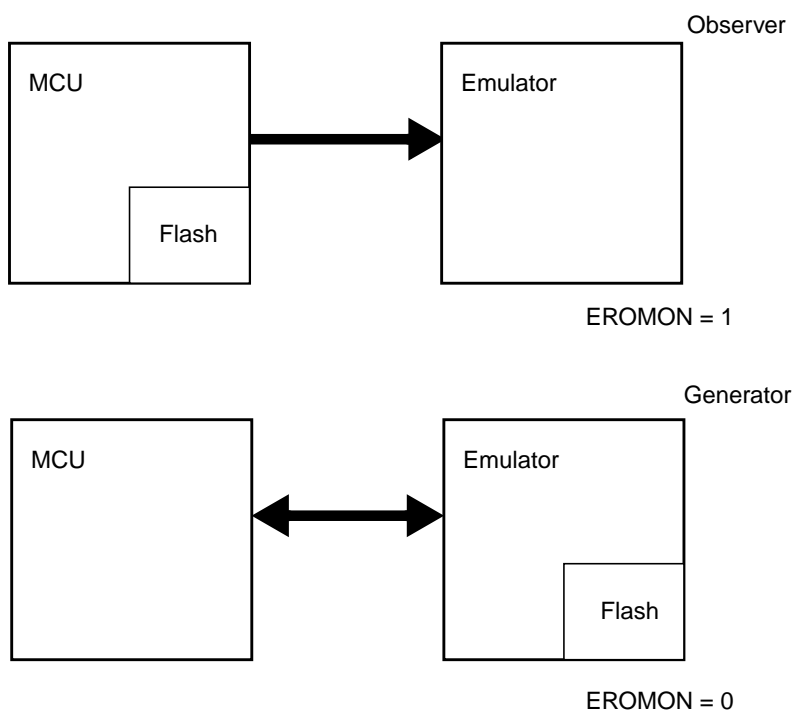 Observer
MCU
Emulator
Flash
EROMON = 1
Generator
MCU
Emulator
Flash
EROMON = 0